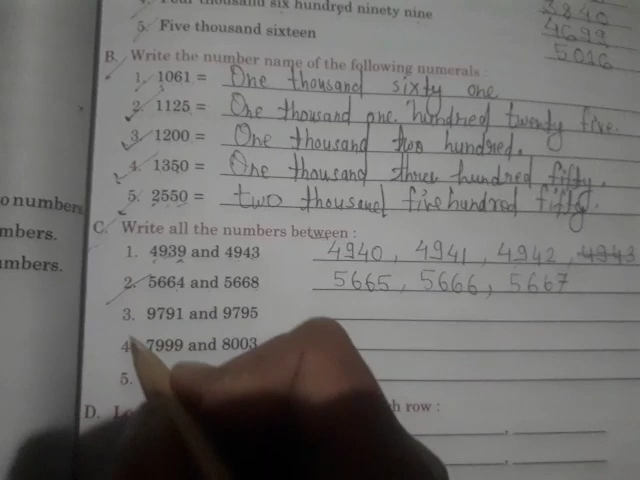 4. Four thousand six hundred ninety nine
3840
5. Five thousand sixteen
4699
5016
B. Write the number name of the following numerals :
1. 1061 = One thousand sixty one
2. 1125 = One thousand one. hundred twenty five.
3. 1200 = One thousand two hundred.
4. 1350 = One thousand three hundred fifty.
5. 2550 = two thousand five hundred fifty.
o numbers
mbers.
umbers.
C. Write all the numbers between :
1. 4939 and 4943 4940, 4941, 4942, 4943
2. 5664 and 5668 5665, 5666, 5667
3. 9791 and 9795
4. 7999 and 8003
5.
D. row :